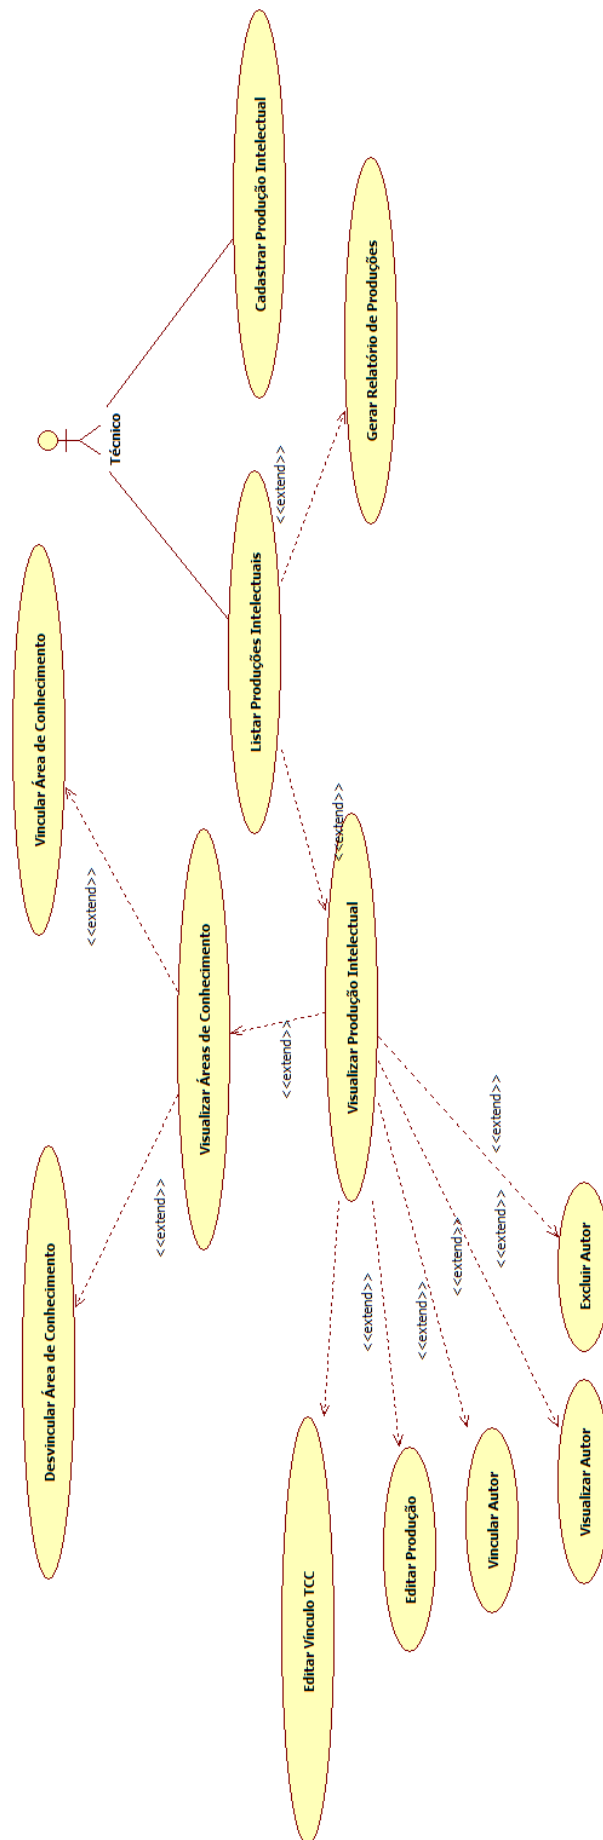 Técnico
Cadastrar Produção Intelectual
Listar Produções Intelectuais
<<extend>>
Gerar Relatório de Produções
<<extend>>
Visualizar Produção Intelectual
<<extend>>
Visualizar Áreas de Conhecimento
<<extend>>
Vincular Área de Conhecimento
<<extend>>
Desvincular Área de Conhecimento
<<extend>>
Editar Vínculo TCC
<<extend>>
Editar Produção
<<extend>>
Vincular Autor
<<extend>>
Visualizar Autor
<<extend>>
Excluir Autor